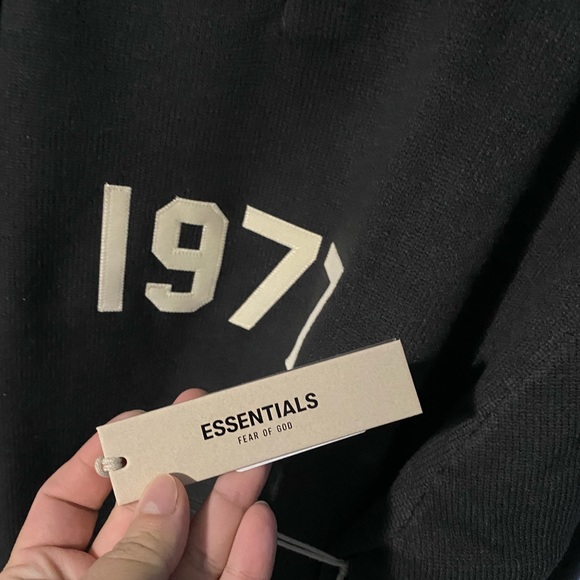 197
ESSENTIALS
FEAR OF GOD